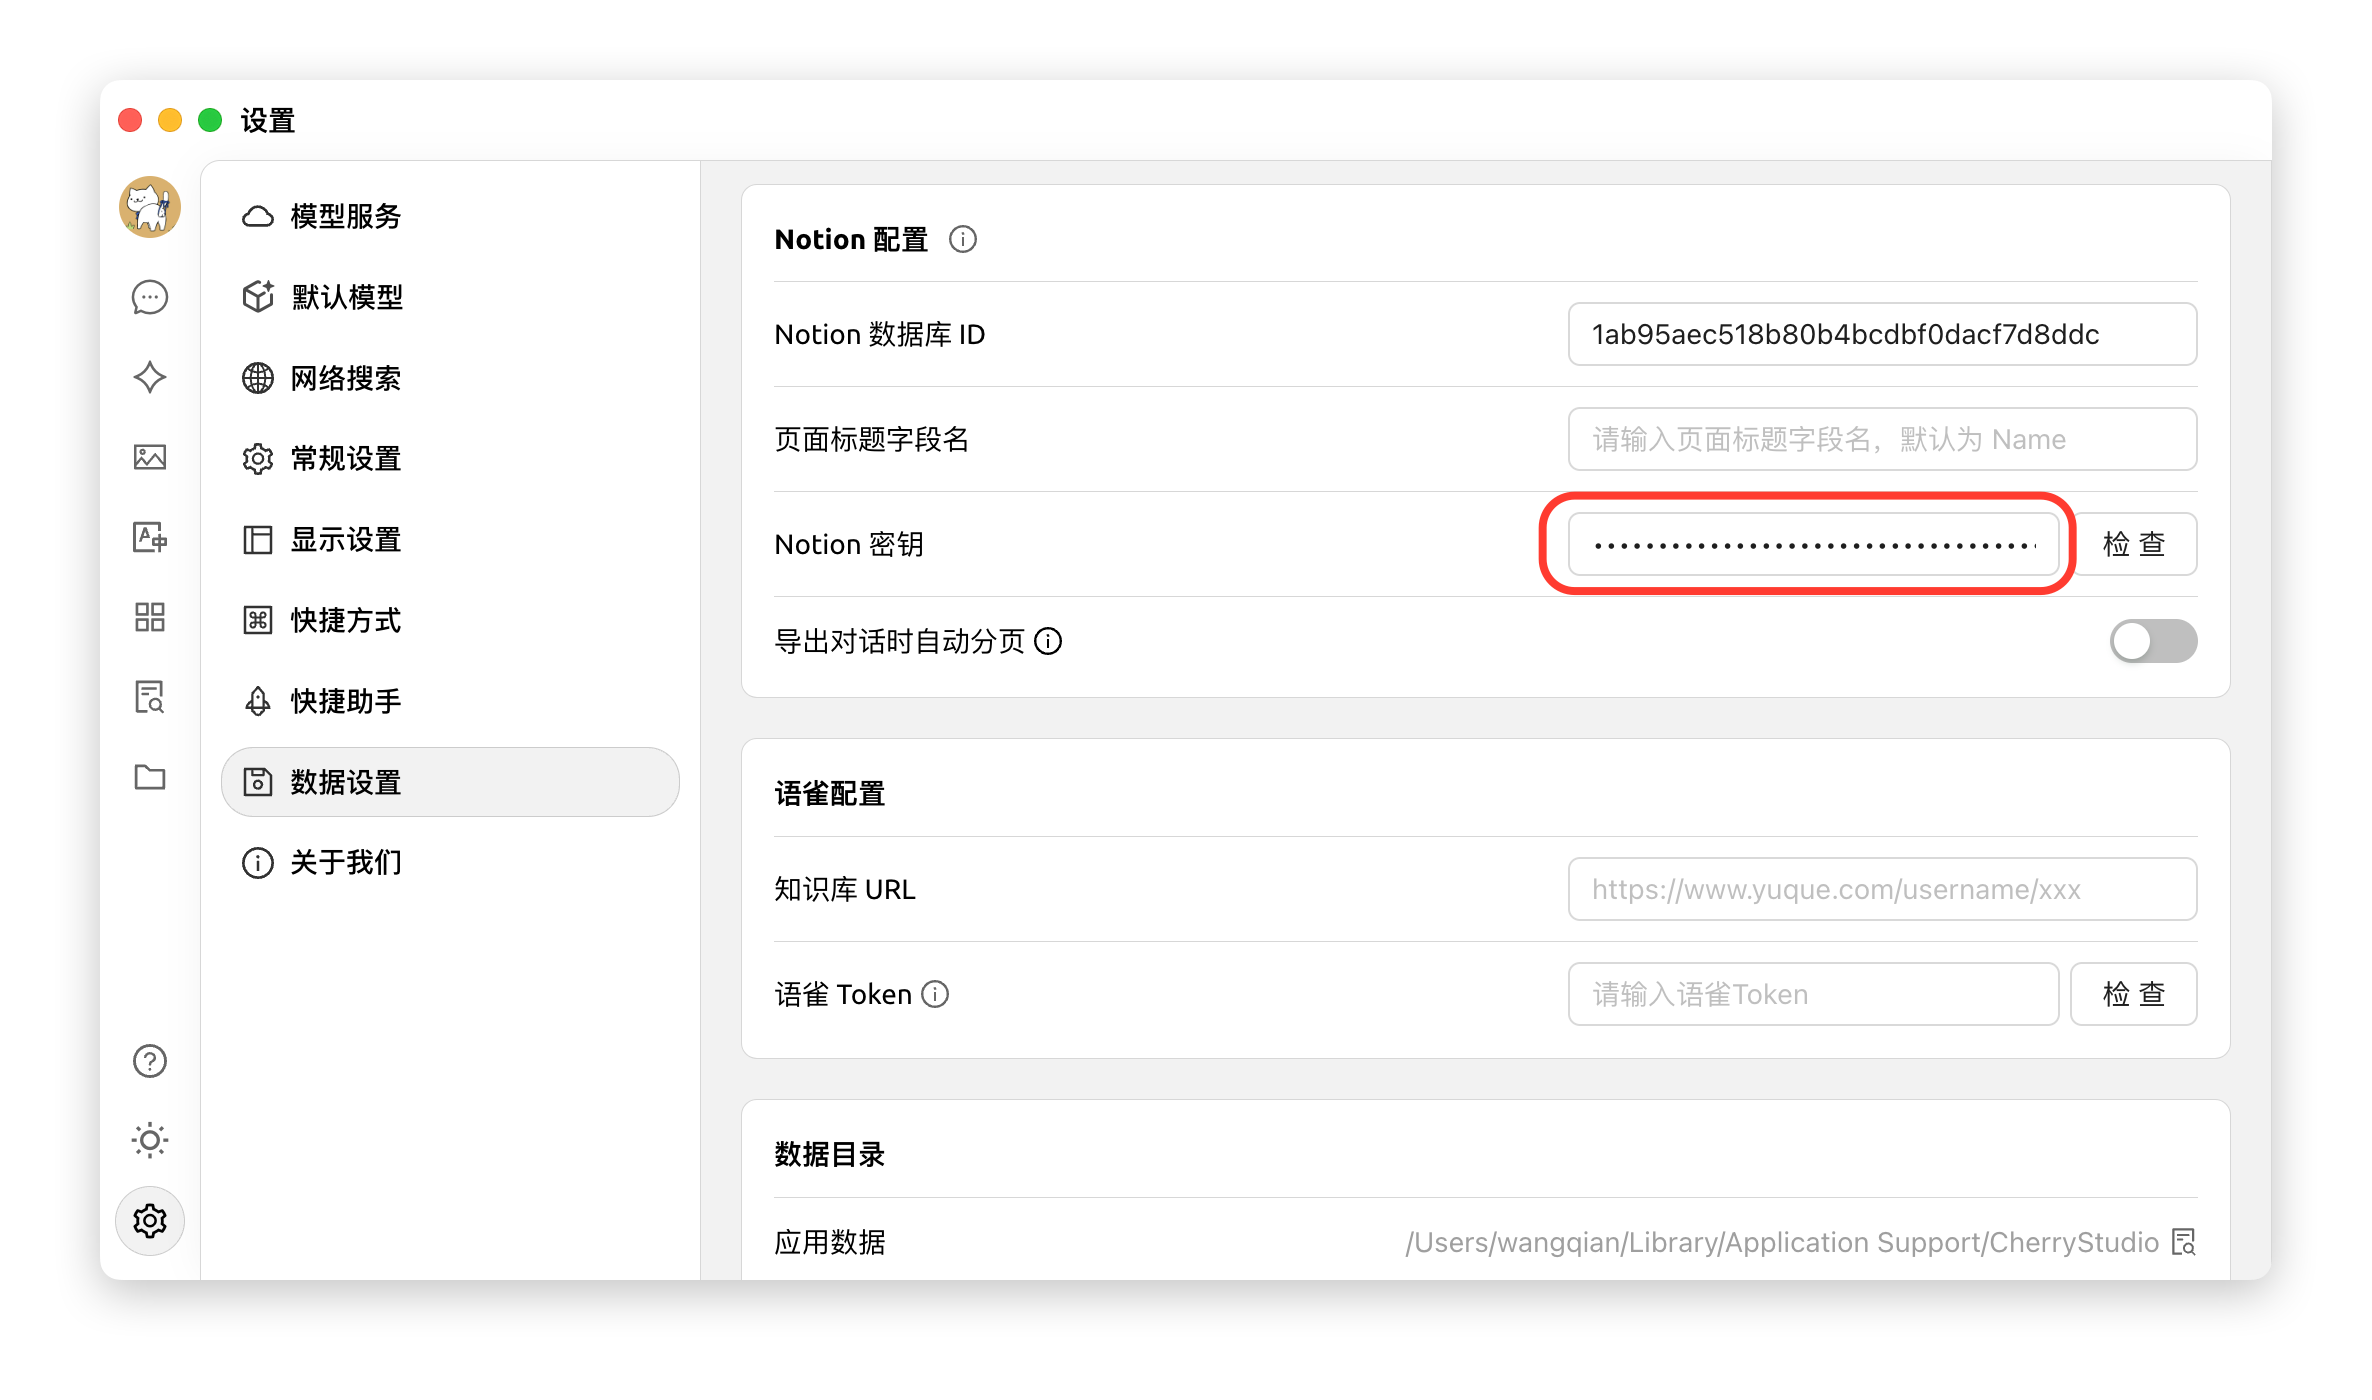 设置
模型服务
默认模型
网络搜索
常规设置
显示设置
快捷方式
快捷助手
数据设置
关于我们
Notion 配置
Notion 数据库 ID
1ab95aec518b80b4bcdbf0dacf7d8ddc
页面标题字段名
请输入页面标题字段名，默认为 Name
Notion 密钥
检 查
导出对话时自动分页
语雀配置
知识库 URL
https://www.yuque.com/username/xxx
语雀 Token
请输入语雀Token
检 查
数据目录
应用数据
/Users/wangqian/Library/Application Support/CherryStudio